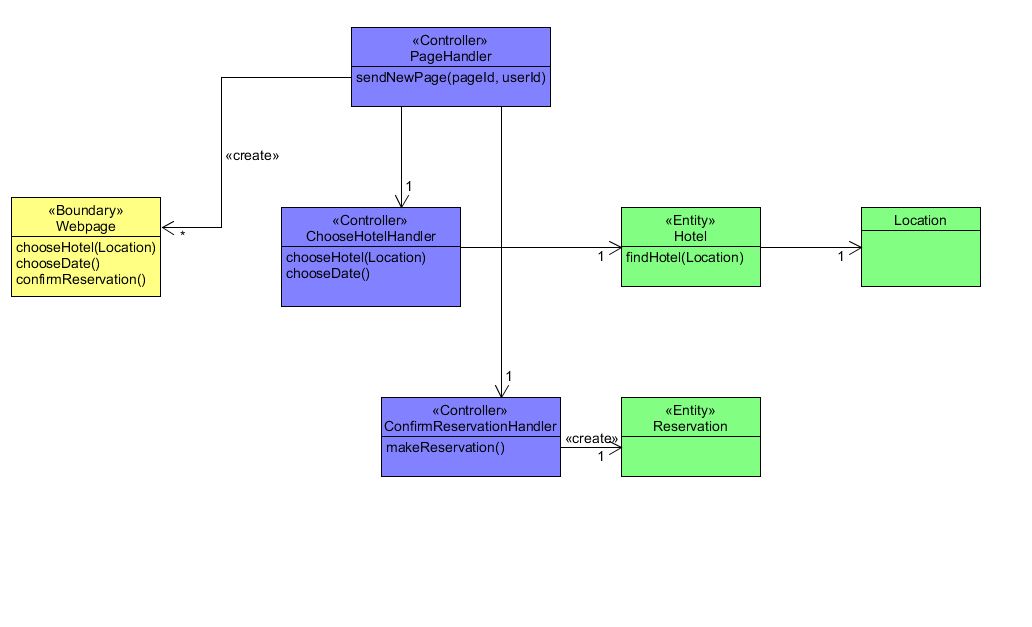 «Controller»
PageHandler
sendNewPage(pageId, userId)
«create»
1
«Boundary»
Webpage
chooseHotel(Location)
chooseDate()
confirmReservation()
*
«Controller»
ChooseHotelHandler
chooseHotel(Location)
chooseDate()
1
«Entity»
Hotel
findHotel(Location)
1
Location
1
«Controller»
ConfirmReservationHandler
makeReservation()
«create»
1
«Entity»
Reservation